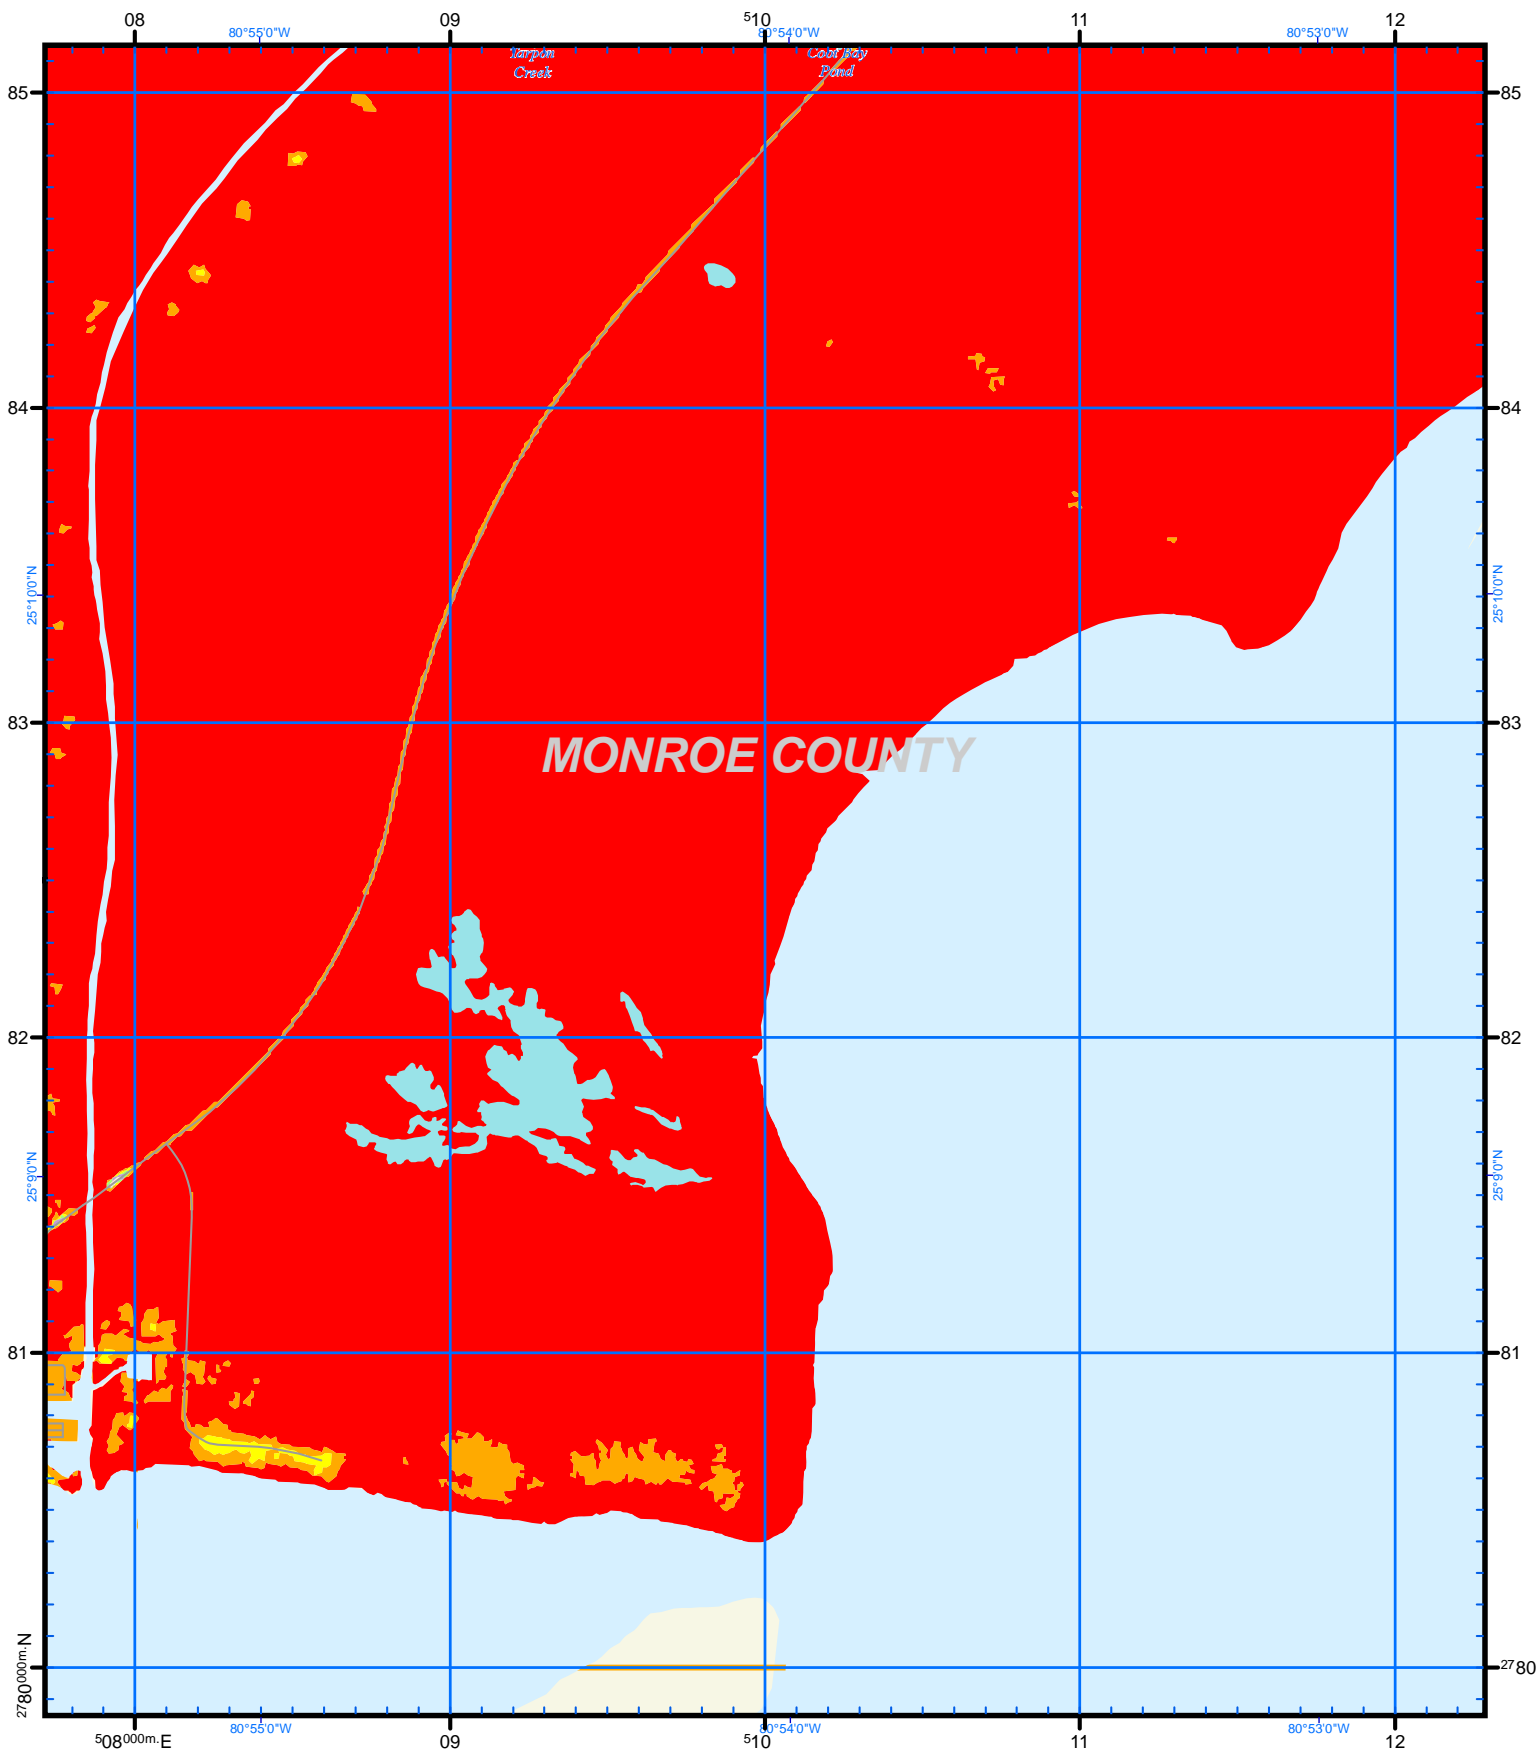 08 09 510 11 12
80°55'0"W 80°54'0"W 80°53'0"W
Tarpon
Creek
Coot Bay
Pond
85 85
84 84
25°10'0"N 25°10'0"N
83 83
MONROE COUNTY
82 82
25°9'0"N 25°9'0"N
81 81
2780000m.N 2780
80°55'0"W 80°54'0"W 80°53'0"W
508000m.E 09 510 11 12